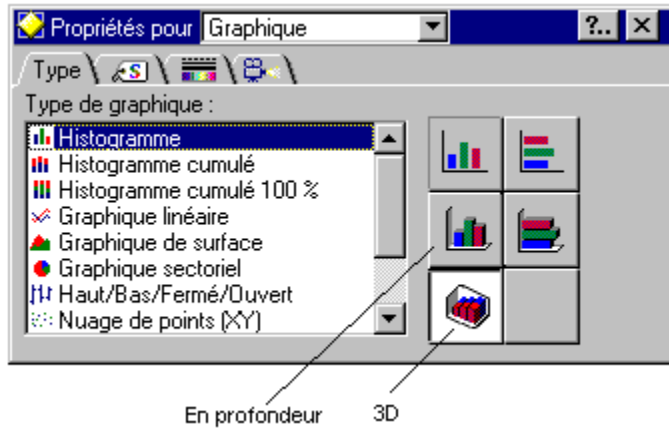 Propriétés pour Graphique ?..
Type S
Type de graphique :
Histogramme
Histogramme cumulé
Histogramme cumulé 100 %
Graphique linéaire
Graphique de surface
Graphique sectoriel
Haut/Bas/Fermé/Ouvert
Nuage de points (XY)
En profondeur 3D